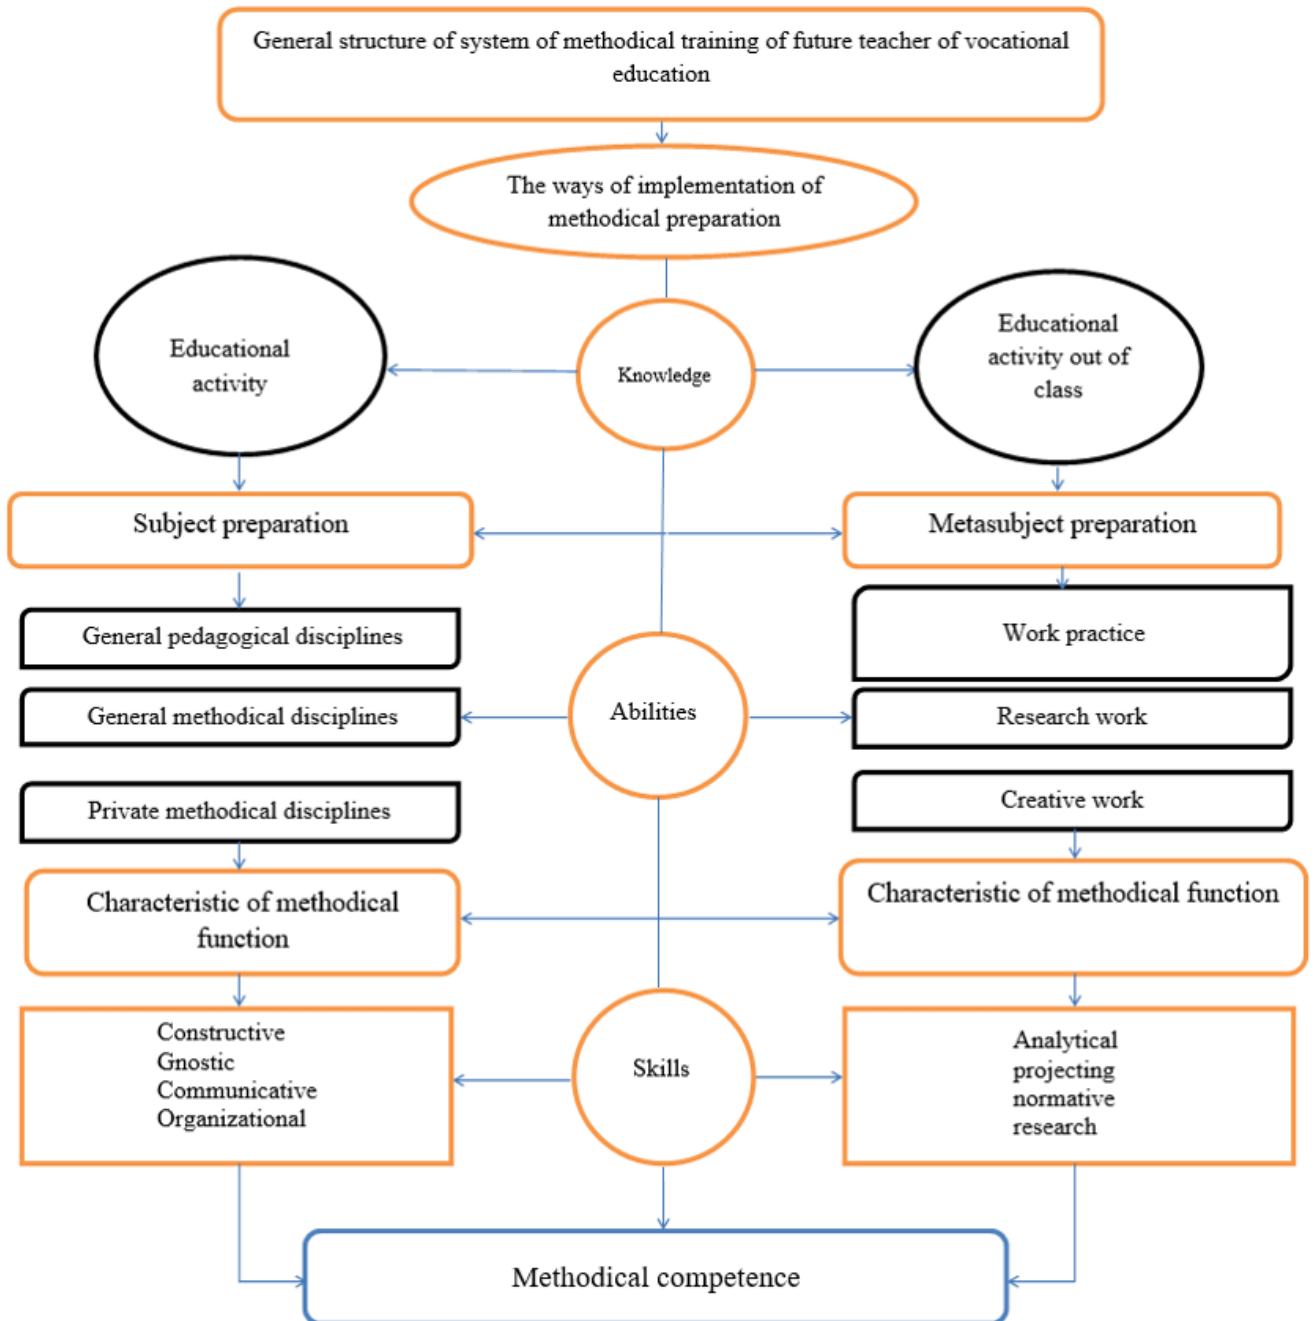 General structure of system of methodical training of future teacher of vocational
education
The ways of implementation of
methodical preparation
Educational
activity
Knowledge
Educational
activity out of
class
Subject preparation
Metasubject preparation
General pedagogical disciplines
Work practice
General methodical disciplines
Abilities
Research work
Private methodical disciplines
Creative work
Characteristic of methodical
function
Characteristic of methodical function
Constructive
Gnostic
Communicative
Organizational
Skills
Analytical
projecting
normative
research
Methodical competence